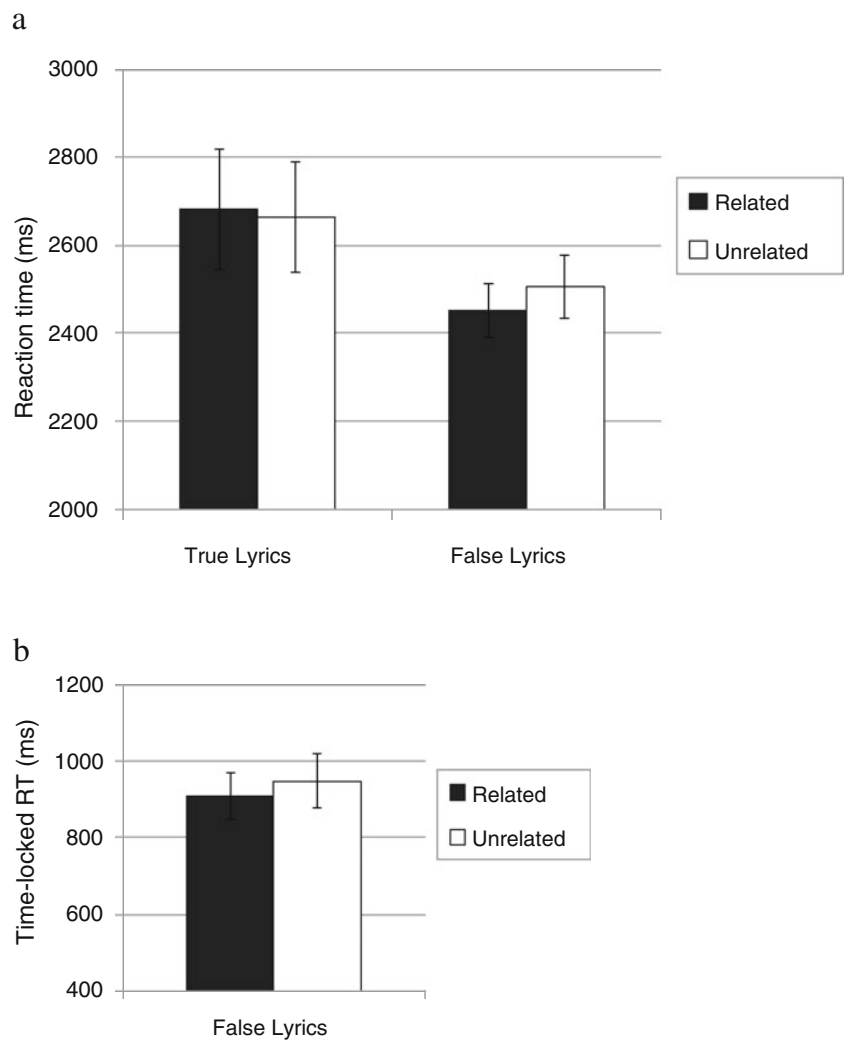 a
3000
2800
2600
2400
2200
2000
Reaction time (ms)
True Lyrics
False Lyrics
Related
Unrelated
b
1200
1000
800
600
400
Time-locked RT (ms)
False Lyrics
Related
Unrelated